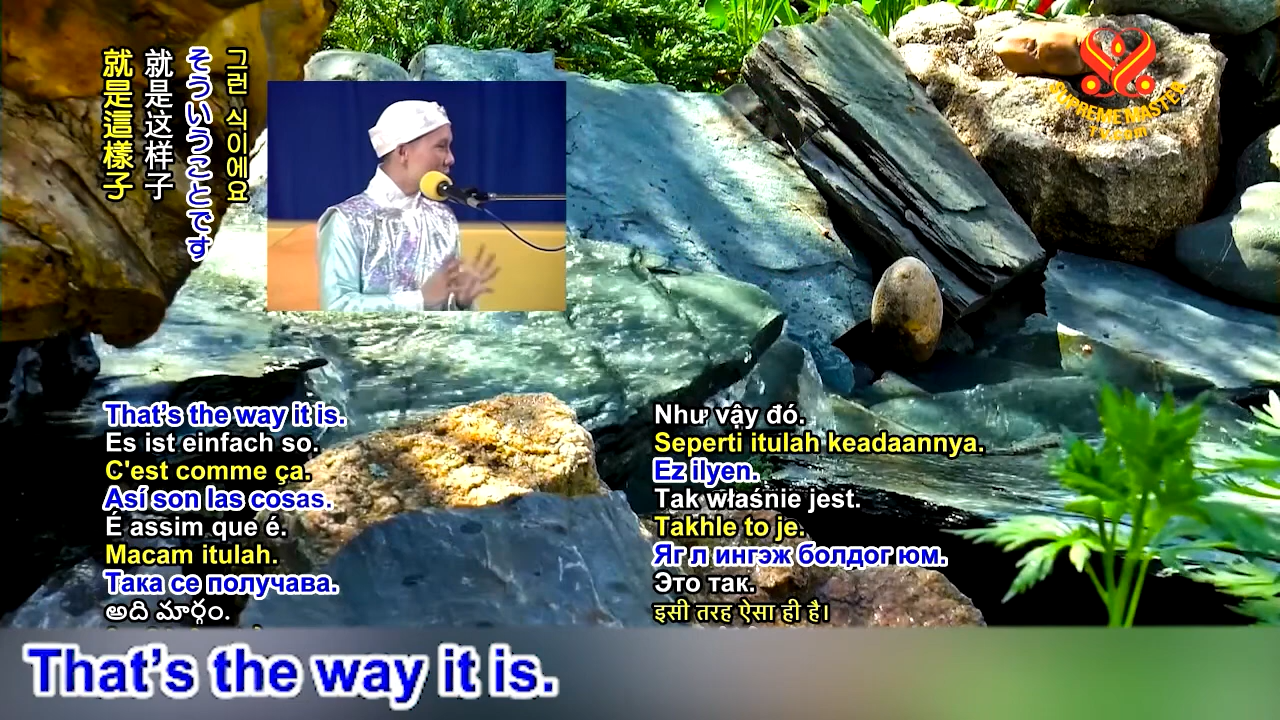 그런 식이에요
そういうことです
就是这样子
就是這樣子
SUPREME MASTER
TV.com
That's the way it is.
Es ist einfach so.
C'est comme ça.
Así son las cosas.
É assim que é.
Macam itulah.
Така се получава.
అది మార్గం.
Như vậy đó.
Seperti itulah keadaannya.
Ez ilyen.
Tak właśnie jest.
Takhle to je.
Яг л ингэж болдог юм.
Это так.
इसी तरह ऐसा ही है।
That's the way it is.